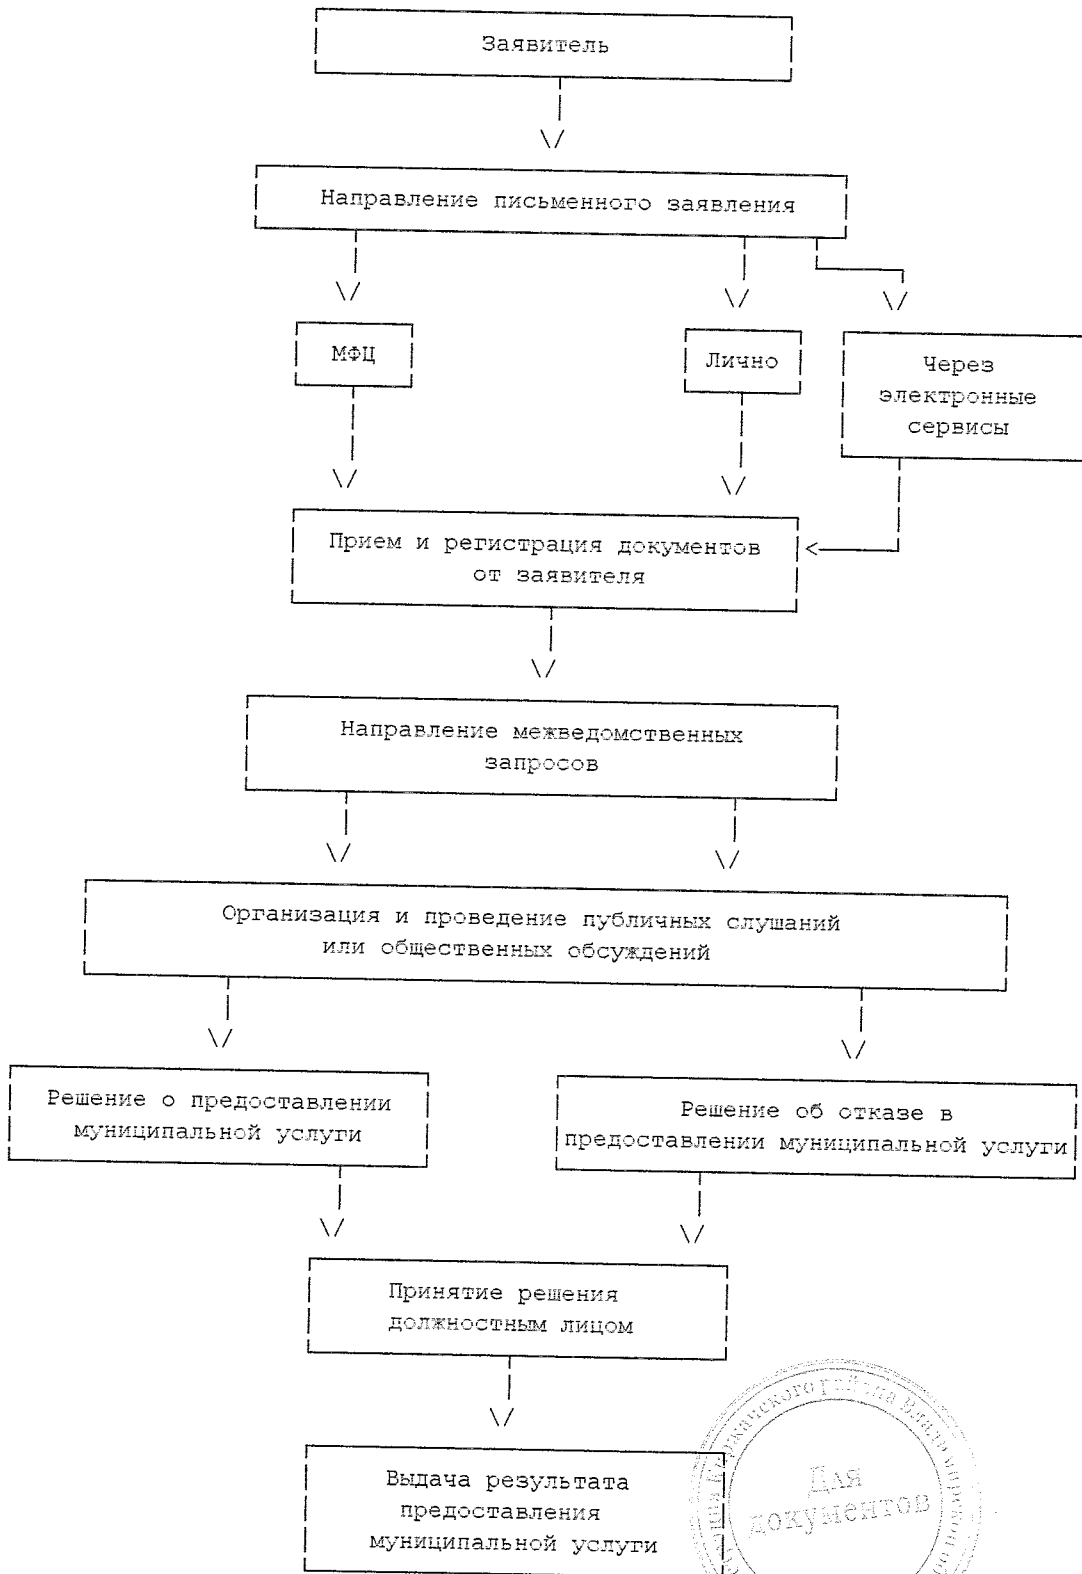 Заявитель
Направление письменного заявления
МФЦ
Лично
Через
электронные
сервисы
Прием и регистрация документов
от заявителя
Направление межведомственных
запросов
Организация и проведение публичных слушаний
или общественных обсуждений
Решение о предоставлении
муниципальной услуги
Решение об отказе в
предоставлении муниципальной услуги
Принятие решения
должностным лицом
Выдача результата
предоставления
муниципальной услуги
района
Для
документов